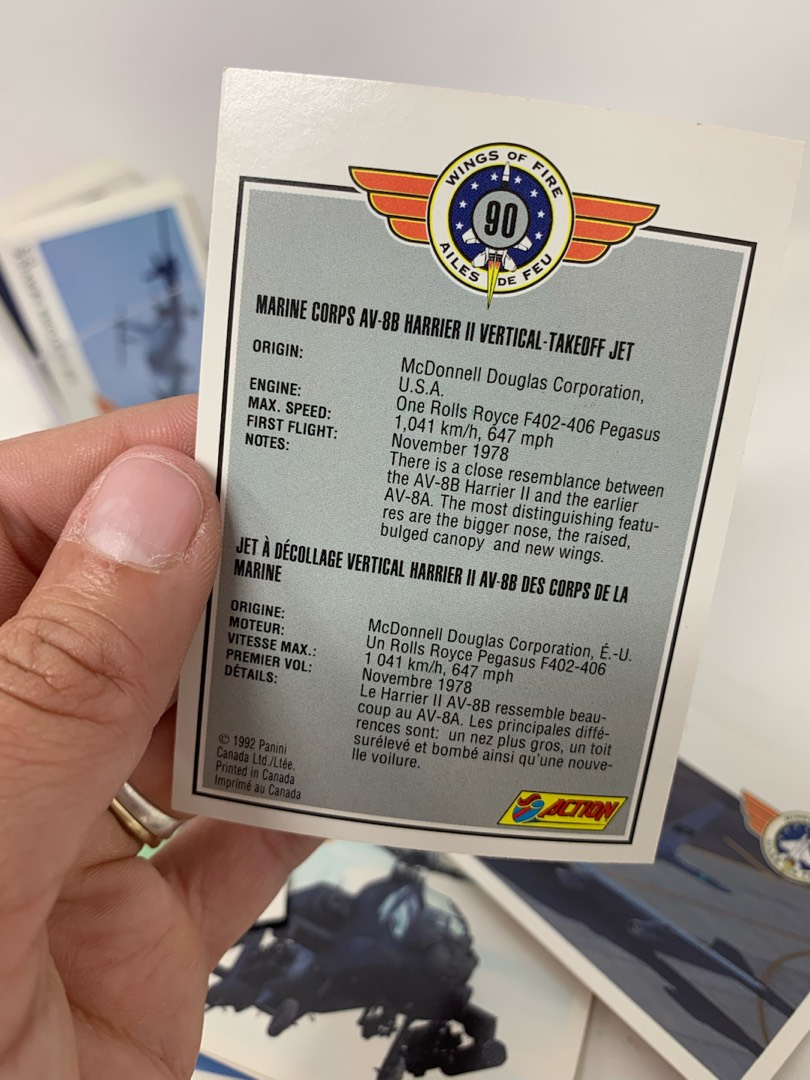 WINGS OF FIRE
90
AILES DE FEU
MARINE CORPS AV-8B HARRIER II VERTICAL-TAKEOFF JET
ORIGIN: McDonnell Douglas Corporation,
U.S.A.
ENGINE: One Rolls Royce F402-406 Pegasus
MAX. SPEED: 1,041 km/h, 647 mph
FIRST FLIGHT: November 1978
NOTES: There is a close resemblance between
the AV-8B Harrier II and the earlier
AV-8A. The most distinguishing featu-
res are the bigger nose, the raised,
bulged canopy and new wings.
JET À DÉCOLLAGE VERTICAL HARRIER II AV-8B DES CORPS DE LA
MARINE
ORIGINE: McDonnell Douglas Corporation, É.-U.
MOTEUR: Un Rolls Royce Pegasus F402-406
VITESSE MAX.: 1 041 km/h, 647 mph
PREMIER VOL: Novembre 1978
DÉTAILS: Le Harrier II AV-8B ressemble beau-
coup au AV-8A. Les principales diffé-
rences sont: un nez plus gros, un toit
surélevé et bombé ainsi qu'une nouve-
lle voilure.
© 1992 Panini
Canada Ltd./Ltée.
Printed in Canada
Imprimé au Canada
ACTION